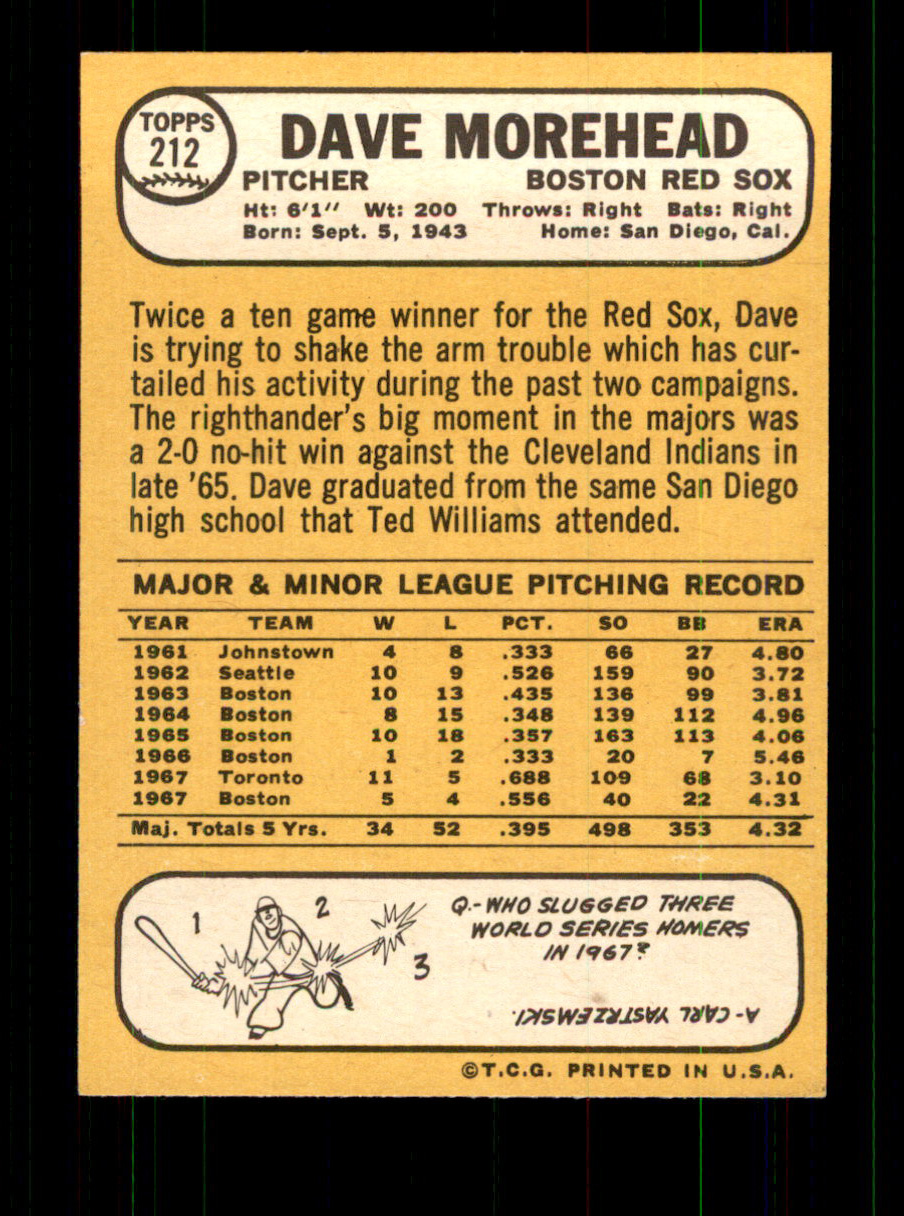 TOPPS
212
DAVE MOREHEAD
PITCHER BOSTON RED SOX
Ht: 6'1" Wt: 200 Throws: Right Bats: Right
Born: Sept. 5, 1943 Home: San Diego, Cal.
Twice a ten game winner for the Red Sox, Dave
is trying to shake the arm trouble which has cur-
tailed his activity during the past two campaigns.
The righthander's big moment in the majors was
a 2-0 no-hit win against the Cleveland Indians in
late '65. Dave graduated from the same San Diego
high school that Ted Williams attended.
MAJOR & MINOR LEAGUE PITCHING RECORD
YEAR TEAM W L PCT. SO BB ERA
1961 Johnstown 4 8 .333 66 27 4.80
1962 Seattle 10 9 .526 159 90 3.72
1963 Boston 10 13 .435 136 99 3.81
1964 Boston 8 15 .348 139 112 4.96
1965 Boston 10 18 .357 163 113 4.06
1966 Boston 1 2 .333 20 7 5.46
1967 Toronto 11 5 .688 109 68 3.10
1967 Boston 5 4 .556 40 22 4.31
Maj. Totals 5 Yrs. 34 52 .395 498 353 4.32
1 2 3
Q.-WHO SLUGGED THREE
WORLD SERIES HOMERS
IN 1967?
A-CARL YASTRZEMSKI.
©T.C.G. PRINTED IN U.S.A.